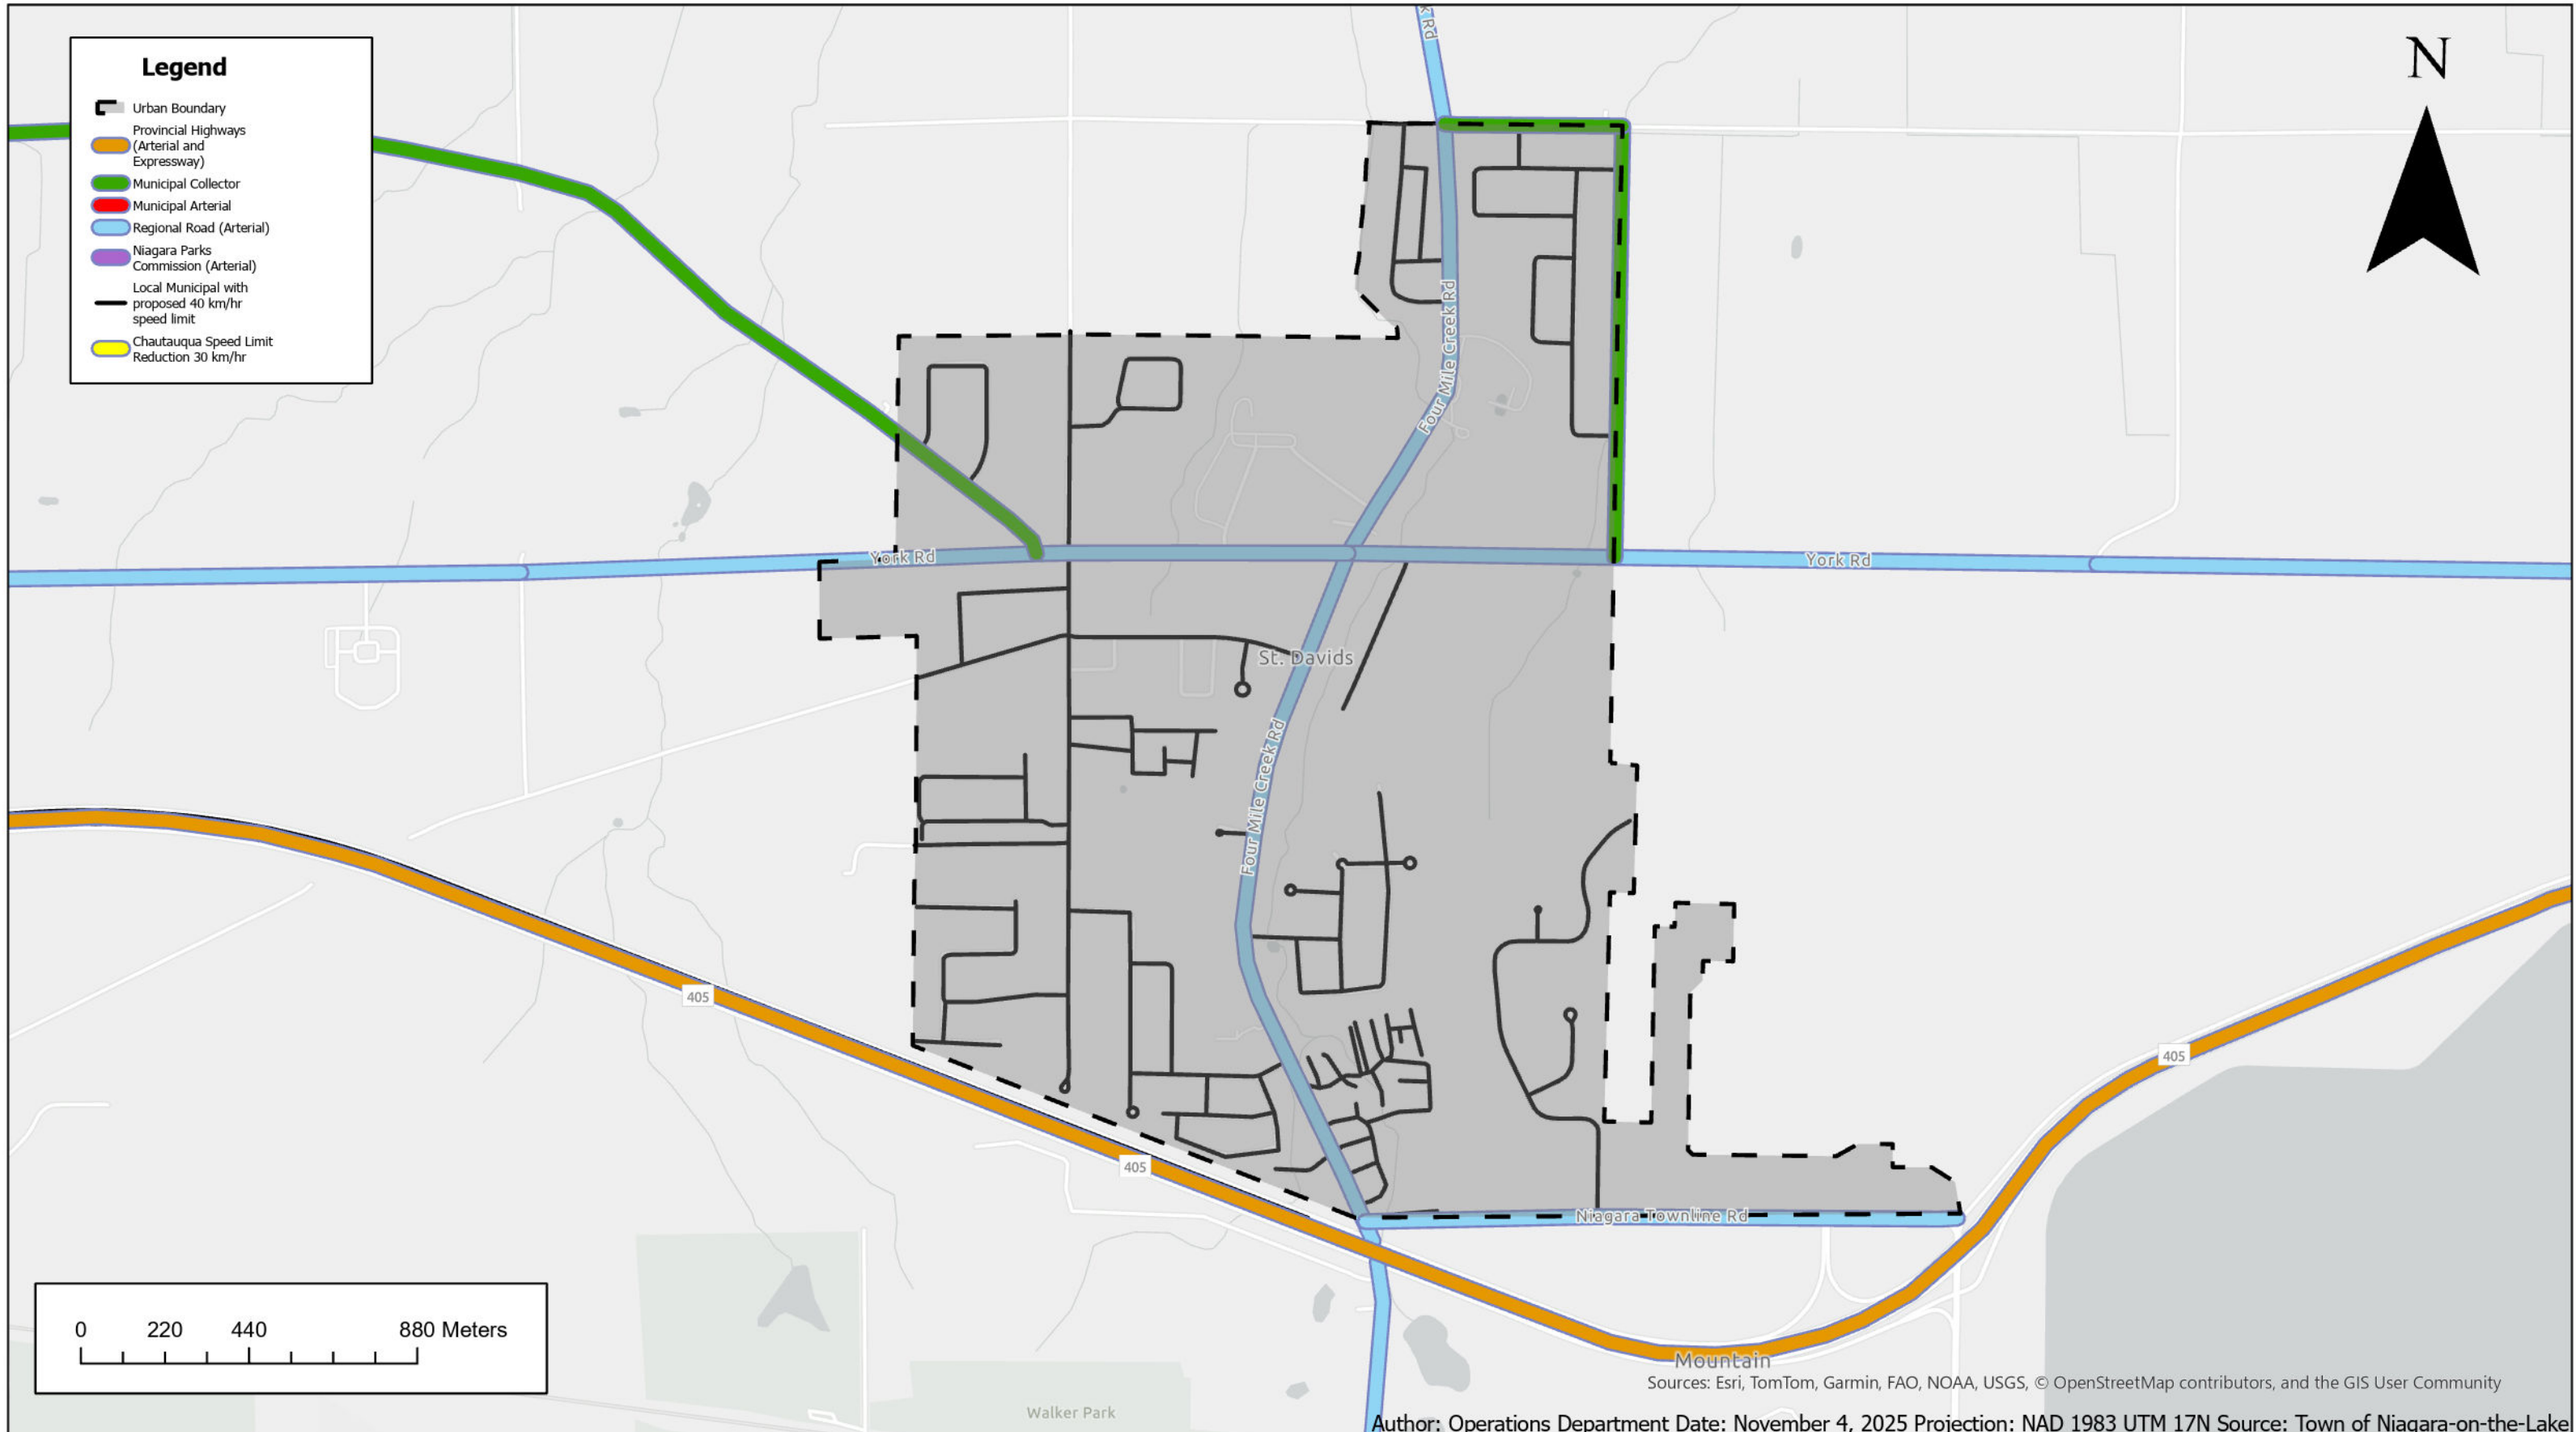 Legend
Urban Boundary
Provincial Highways
(Arterial and
Expressway)
Municipal Collector
Municipal Arterial
Regional Road (Arterial)
Niagara Parks
Commission (Arterial)
Local Municipal with
proposed 40 km/hr
speed limit
Chautauqua Speed Limit
Reduction 30 km/hr
k Rd
N
Four Mile Creek Rd
York Rd
York Rd
St. Davids
Four Mile Creek Rd
405
405
405
Niagara Townline Rd
Mountain
Walker Park
0 220 440 880 Meters
Sources: Esri, TomTom, Garmin, FAO, NOAA, USGS, © OpenStreetMap contributors, and the GIS User Community
Author: Operations Department Date: November 4, 2025 Projection: NAD 1983 UTM 17N Source: Town of Niagara-on-the-Lake